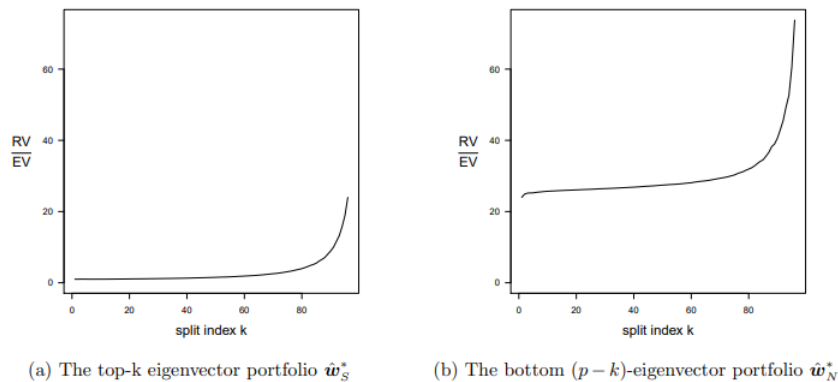 60
40
20
0
RV
EV
0 20 40 60 80
split index k
(a) The top-k eigenvector portfolio ŵ*_S
60
40
20
0
RV
EV
0 20 40 60 80
split index k
(b) The bottom (p − k)-eigenvector portfolio ŵ*_N